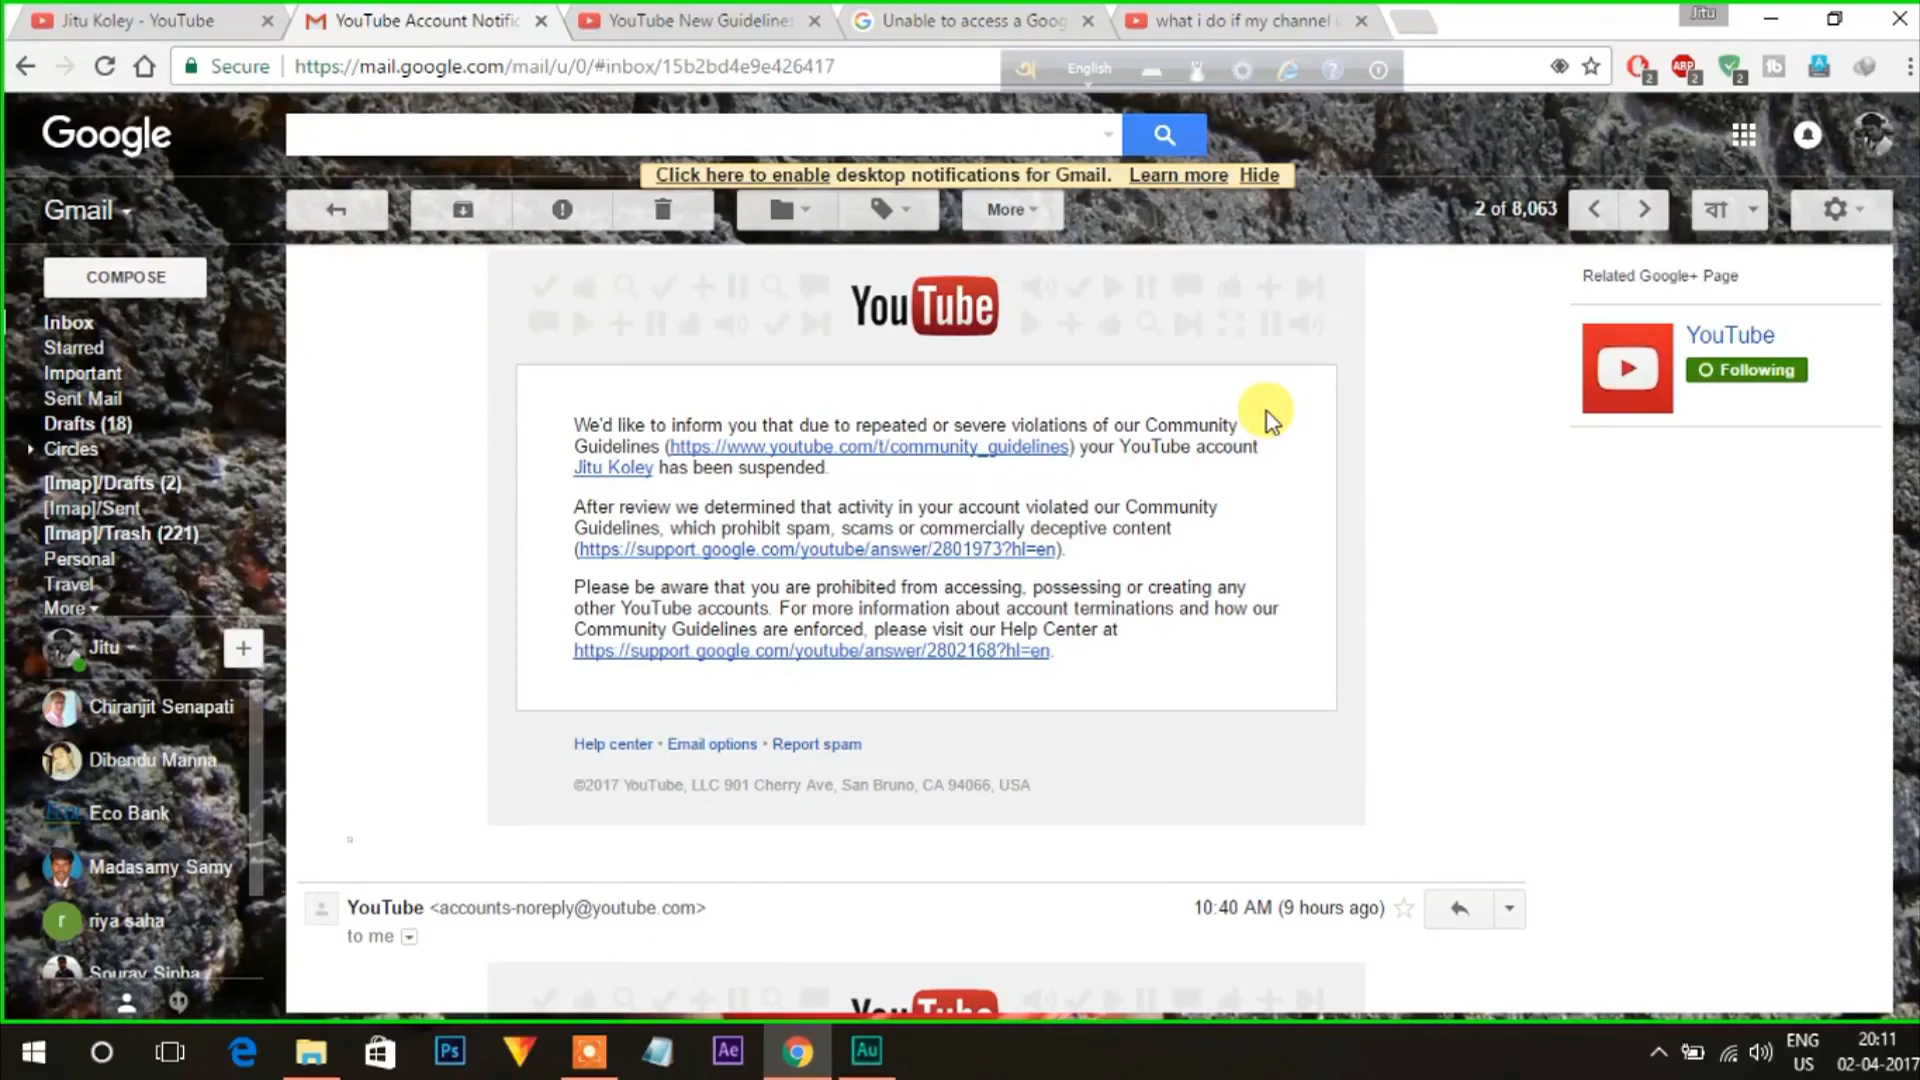 Jitu Koley - YouTube
YouTube Account Notific
YouTube New Guideline
Unable to access a Goog
what i do if my channel
Jitu
Secure
https://mail.google.com/mail/u/0/#inbox/15b2bd4e9e426417
English
ABP
2
2
2
Google
Click here to enable desktop notifications for Gmail. Learn more Hide
Gmail
More
2 of 8,063
COMPOSE
Inbox
Starred
Important
Sent Mail
Drafts (18)
Circles
[Imap]/Drafts (2)
[Imap]/Sent
[Imap]/Trash (221)
Personal
Travel
More
Jitu
Chiranjit Senapati
Dibendu Manna
Eco Bank
Madasamy Samy
r
riya saha
Sourav Sinha
YouTube
We'd like to inform you that due to repeated or severe violations of our Community
Guidelines (https://www.youtube.com/t/community_guidelines) your YouTube account
Jitu Koley has been suspended.
After review we determined that activity in your account violated our Community
Guidelines, which prohibit spam, scams or commercially deceptive content
(https://support.google.com/youtube/answer/2801973?hl=en).
Please be aware that you are prohibited from accessing, possessing or creating any
other YouTube accounts. For more information about account terminations and how our
Community Guidelines are enforced, please visit our Help Center at
https://support.google.com/youtube/answer/2802168?hl=en.
Help center • Email options • Report spam
©2017 YouTube, LLC 901 Cherry Ave, San Bruno, CA 94066, USA
Related Google+ Page
YouTube
Following
YouTube <accounts-noreply@youtube.com>
10:40 AM (9 hours ago)
to me
YouTube
Ps
Ae
Au
ENG
US
20:11
02-04-2017